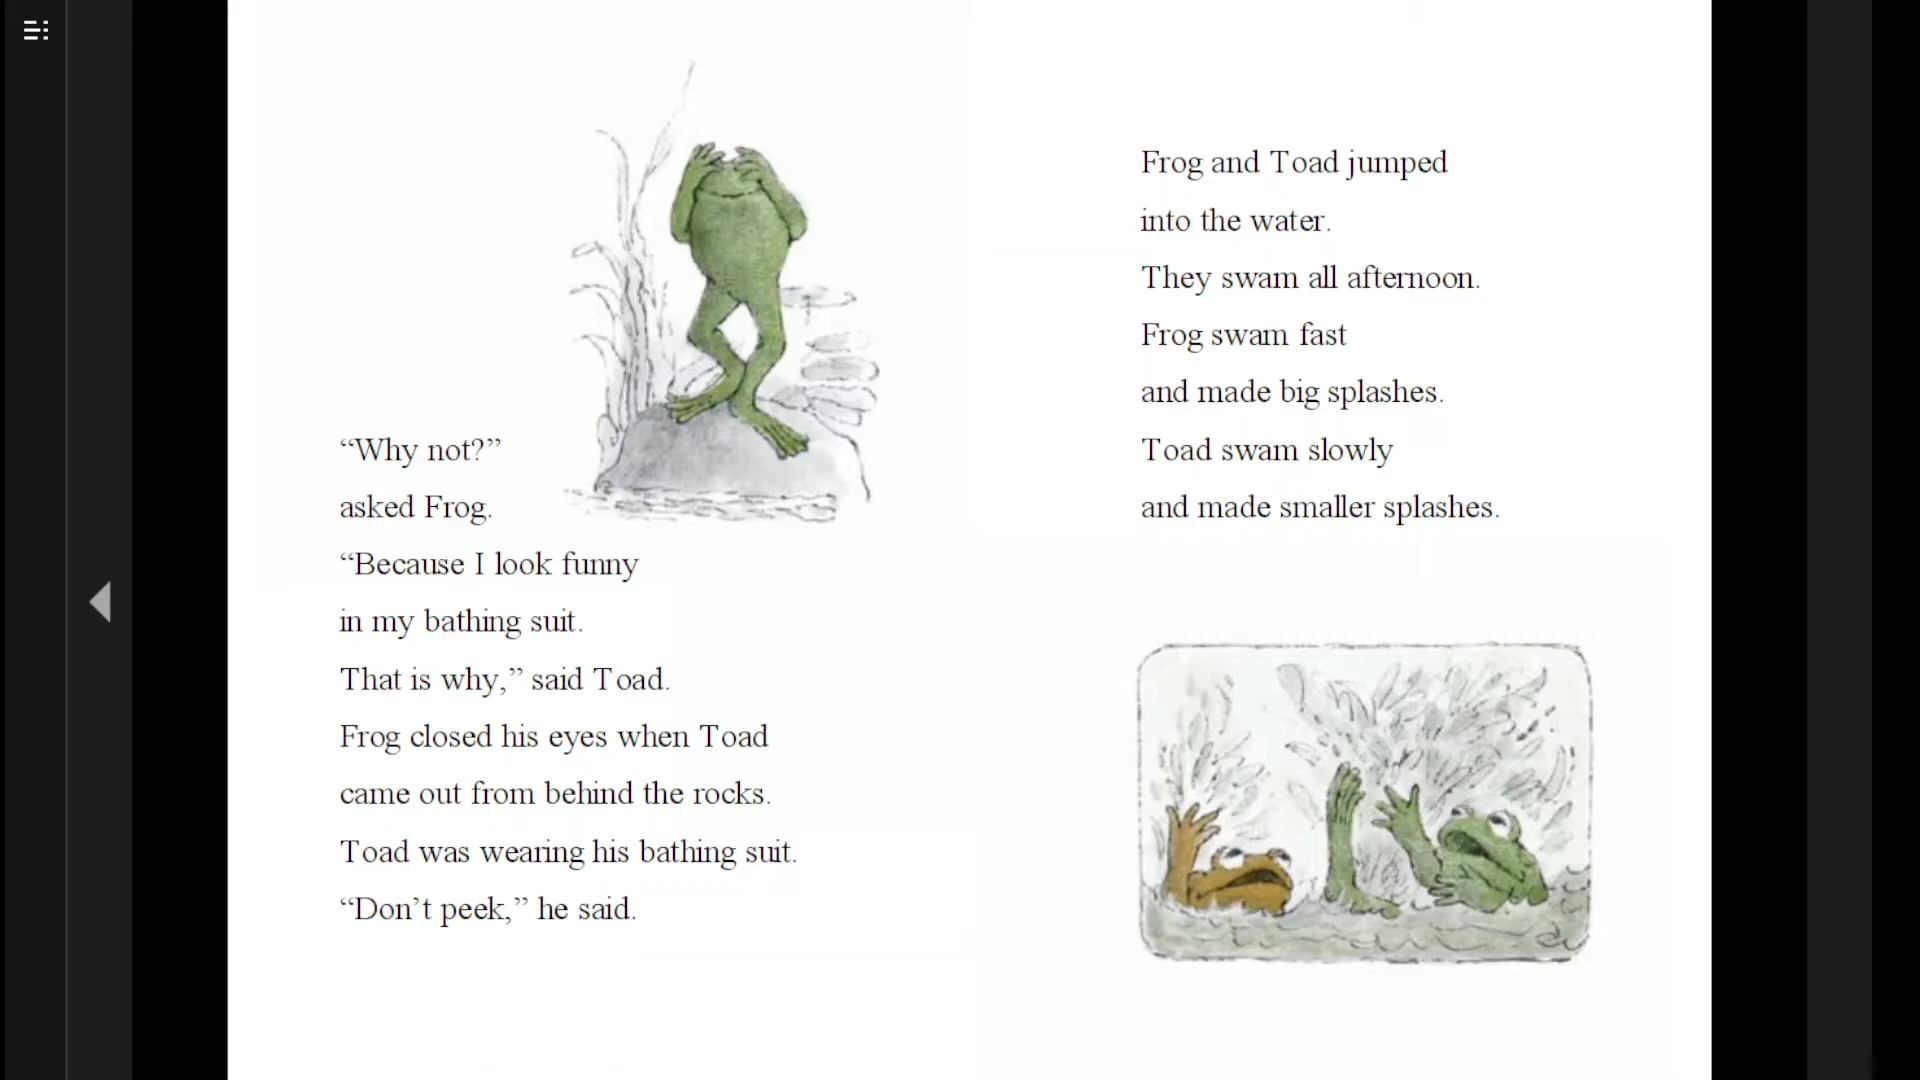 “Why not?”
asked Frog.
“Because I look funny
in my bathing suit.
That is why,” said Toad.
Frog closed his eyes when Toad
came out from behind the rocks.
Toad was wearing his bathing suit.
“Don’t peek,” he said.
Frog and Toad jumped
into the water.
They swam all afternoon.
Frog swam fast
and made big splashes.
Toad swam slowly
and made smaller splashes.